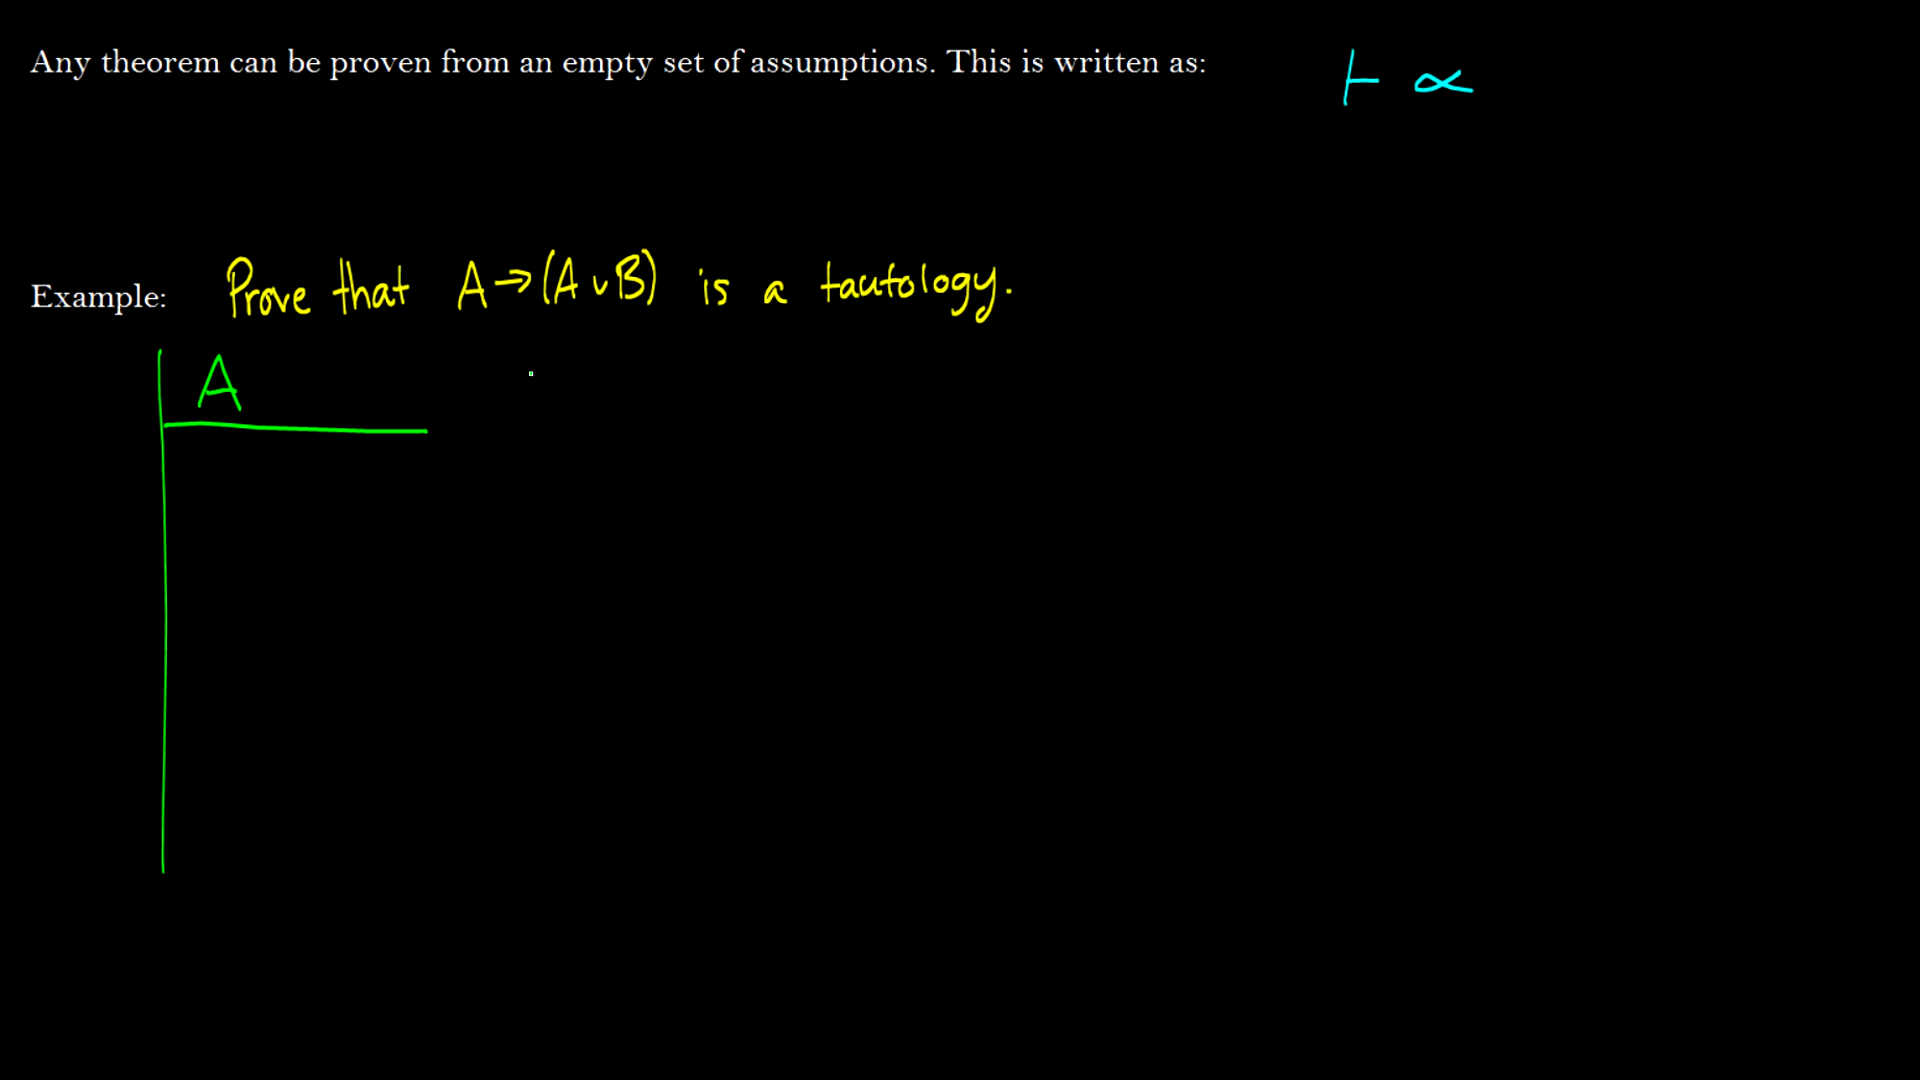 Any theorem can be proven from an empty set of assumptions. This is written as: ⊢ ∝
Example: Prove that A→(A∨B) is a tautology.
A